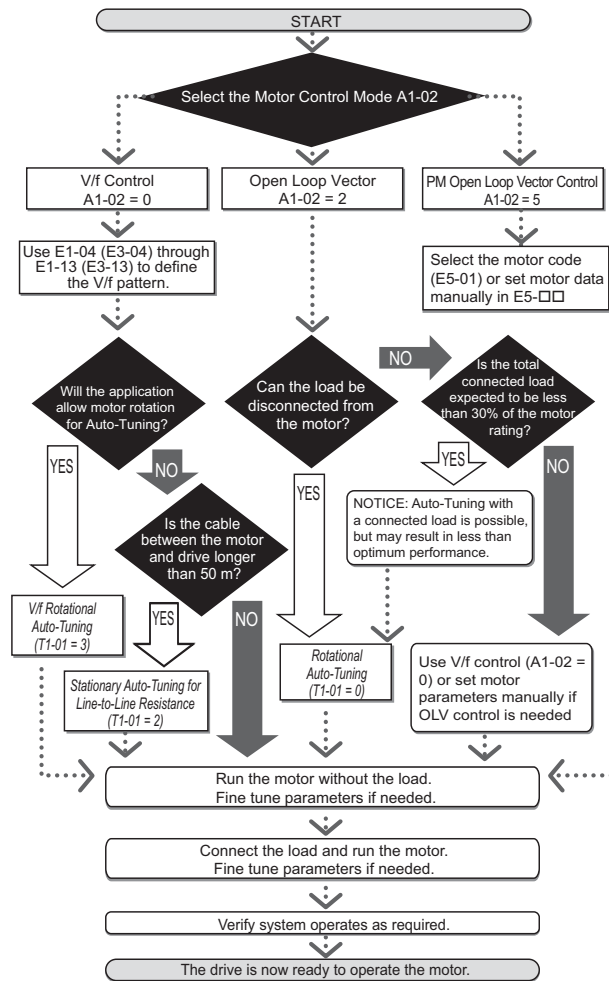 START
Select the Motor Control Mode A1-02
V/f Control
A1-02 = 0
Open Loop Vector
A1-02 = 2
PM Open Loop Vector Control
A1-02 = 5
Use E1-04 (E3-04) through
E1-13 (E3-13) to define
the V/f pattern.
Select the motor code
(E5-01) or set motor data
manually in E5-□□
Will the application
allow motor rotation
for Auto-Tuning?
Can the load be
disconnected from
the motor?
NO
Is the total
connected load
expected to be less
than 30% of the motor
rating?
YES
NO
Is the cable
between the motor
and drive longer
than 50 m?
YES
YES
NO
NOTICE: Auto-Tuning with
a connected load is possible,
but may result in less than
optimum performance.
V/f Rotational
Auto-Tuning
(T1-01 = 3)
YES
NO
Stationary Auto-Tuning for
Line-to-Line Resistance
(T1-01 = 2)
Rotational
Auto-Tuning
(T1-01 = 0)
Use V/f control (A1-02 =
0) or set motor
parameters manually if
OLV control is needed
Run the motor without the load.
Fine tune parameters if needed.
Connect the load and run the motor.
Fine tune parameters if needed.
Verify system operates as required.
The drive is now ready to operate the motor.